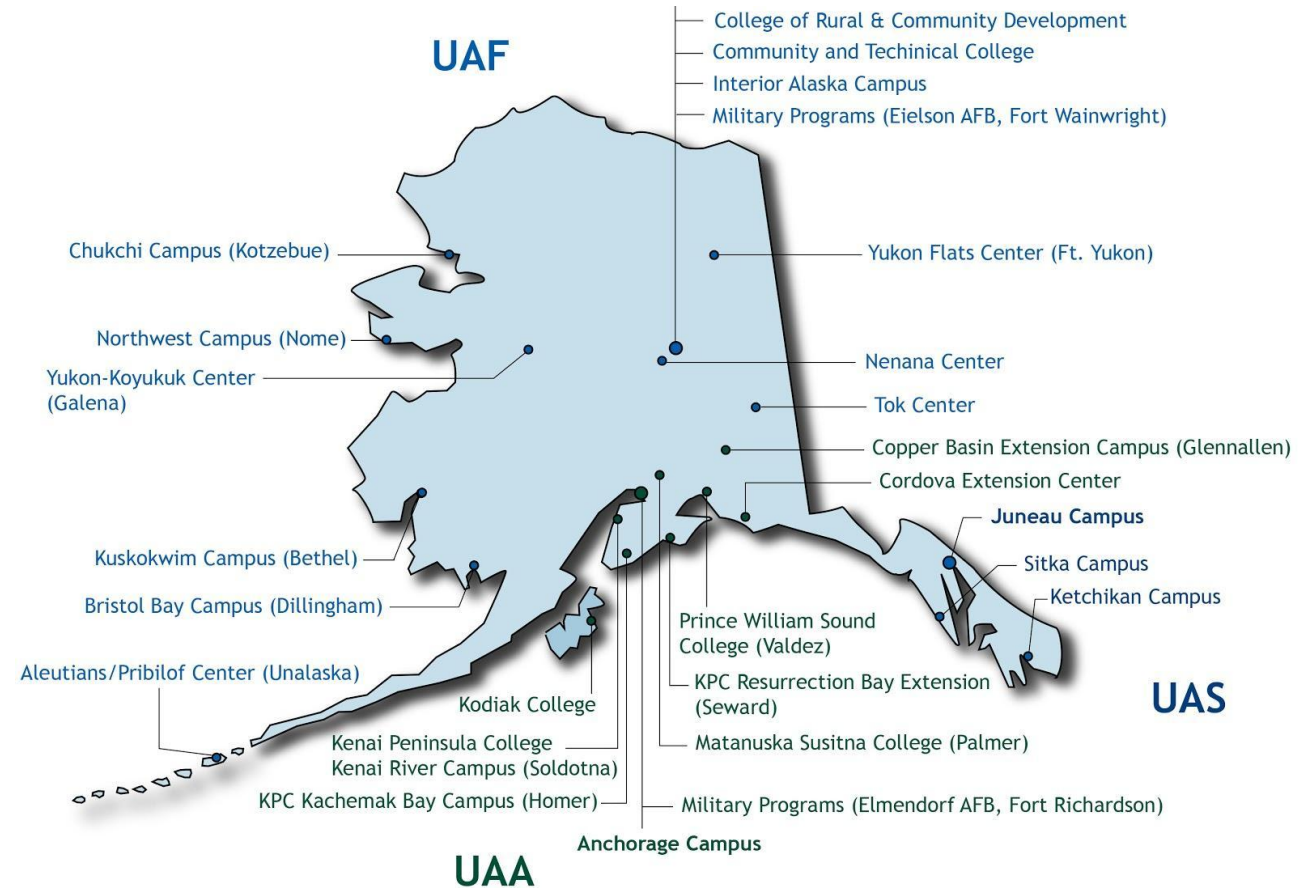 UAF
College of Rural & Community Development
Community and Techinical College
Interior Alaska Campus
Military Programs (Eielson AFB, Fort Wainwright)
Chukchi Campus (Kotzebue)
Yukon Flats Center (Ft. Yukon)
Northwest Campus (Nome)
Nenana Center
Yukon-Koyukuk Center
(Galena)
Tok Center
Copper Basin Extension Campus (Glennallen)
Cordova Extension Center
Juneau Campus
Kuskokwim Campus (Bethel)
Sitka Campus
Bristol Bay Campus (Dillingham)
Ketchikan Campus
Prince William Sound
College (Valdez)
Aleutians/Pribilof Center (Unalaska)
KPC Resurrection Bay Extension
(Seward)
UAS
Kodiak College
Kenai Peninsula College
Kenai River Campus (Soldotna)
Matanuska Susitna College (Palmer)
KPC Kachemak Bay Campus (Homer)
Military Programs (Elmendorf AFB, Fort Richardson)
Anchorage Campus
UAA